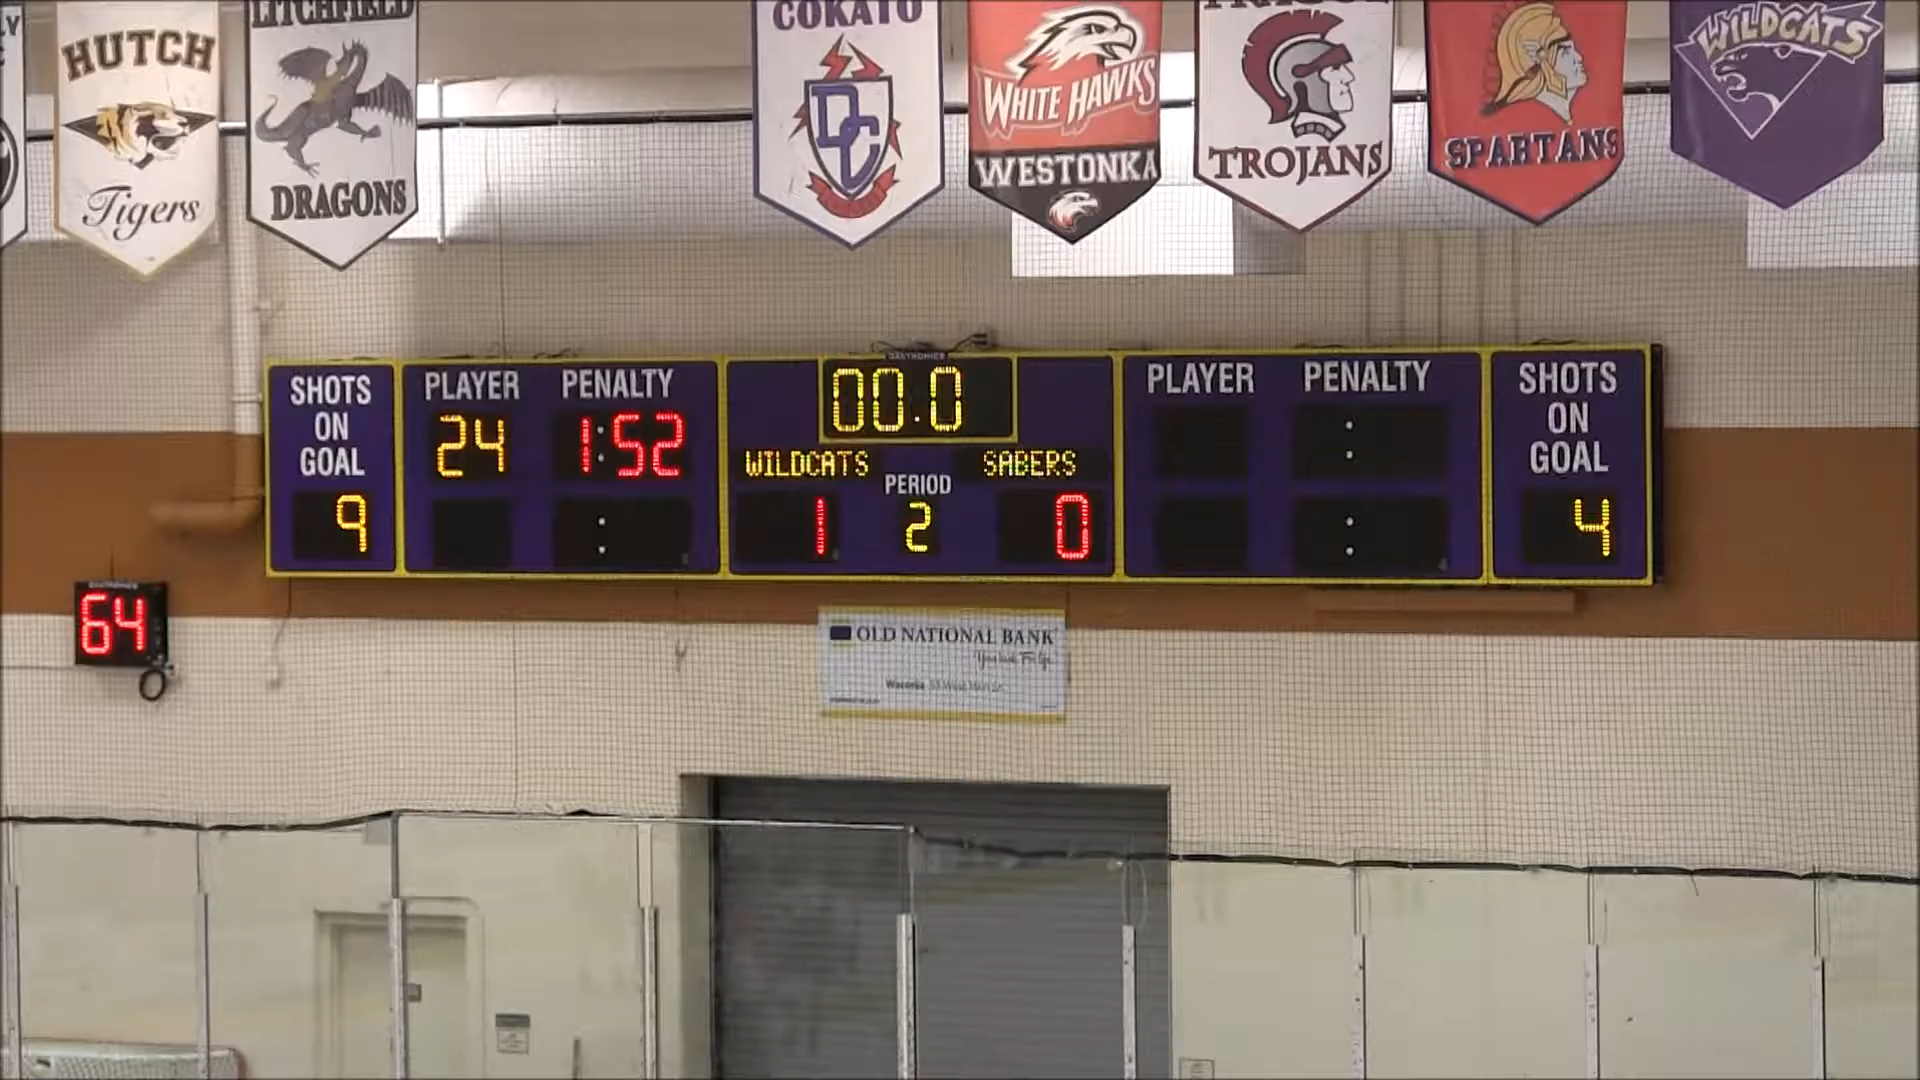 HUTCH
Tigers
LITCHFIELD
DRAGONS
COKATO
DC
WHITE HAWKS
WESTONKA
TROJANS
SPARTANS
WILDCATS
DAKTRONICS
SHOTS
ON
GOAL
9
PLAYER PENALTY
24 1:52
00.0
WILDCATS SABERS
PERIOD
1 2 0
PLAYER PENALTY
SHOTS
ON
GOAL
4
64
OLD NATIONAL BANK
Waconia